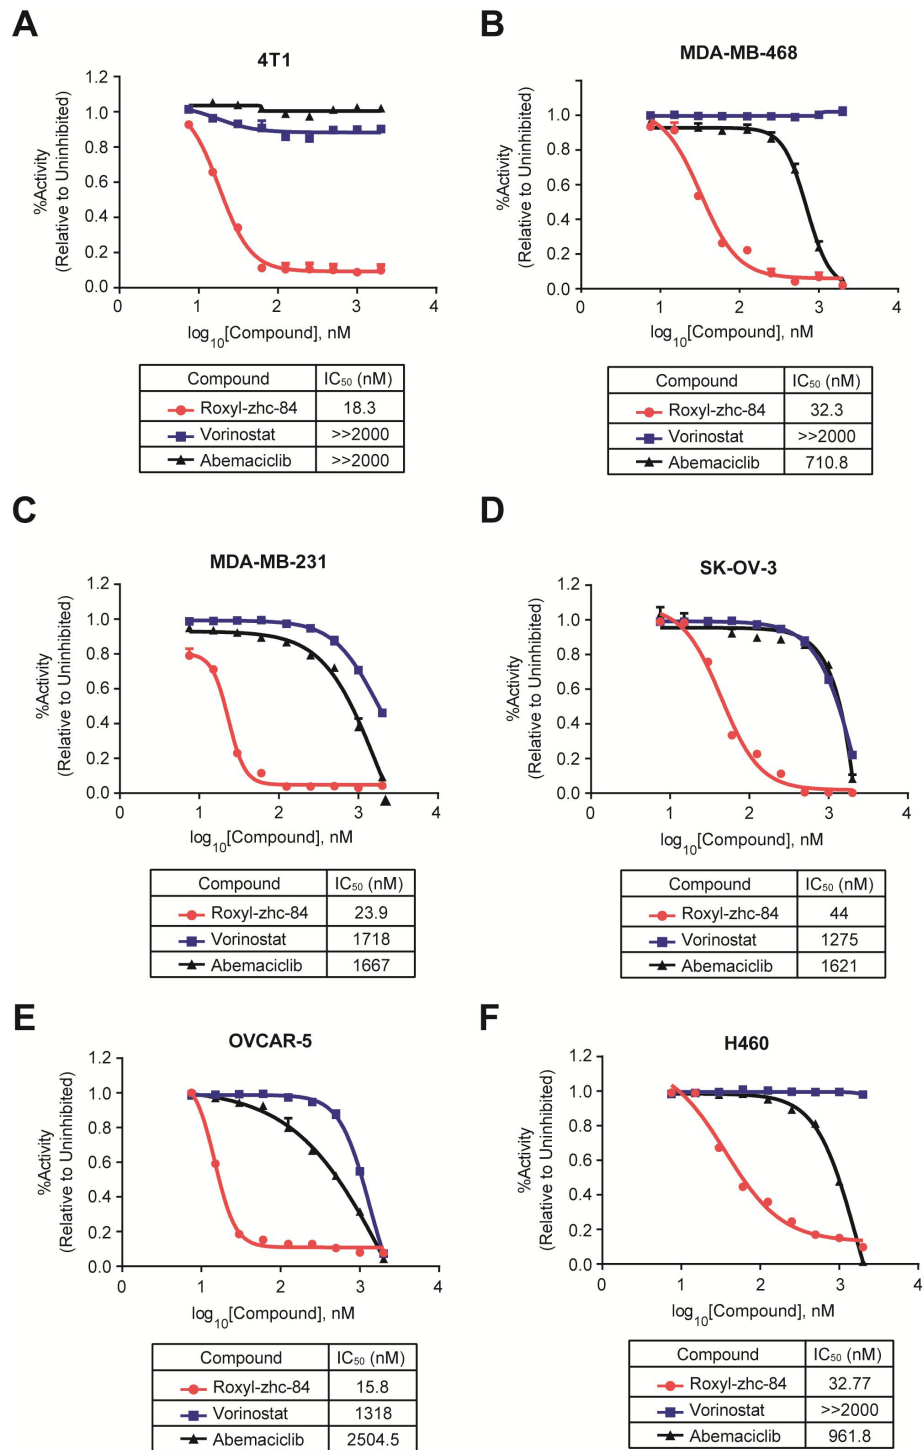 A
4T1
%Activity
(Relative to Uninhibited)
1.2
1.0
0.8
0.6
0.4
0.2
0.0
0 1 2 3 4
log10[Compound], nM
Compound IC50 (nM)
Roxyl-zhc-84 18.3
Vorinostat >>2000
Abemaciclib >>2000
B
MDA-MB-468
%Activity
(Relative to Uninhibited)
1.0
0.8
0.6
0.4
0.2
0.0
0 1 2 3 4
log10[Compound], nM
Compound IC50 (nM)
Roxyl-zhc-84 32.3
Vorinostat >>2000
Abemaciclib 710.8
C
MDA-MB-231
%Activity
(Relative to Uninhibited)
1.2
1.0
0.8
0.6
0.4
0.2
0.0
0 1 2 3 4
log10[Compound], nM
Compound IC50 (nM)
Roxyl-zhc-84 23.9
Vorinostat 1718
Abemaciclib 1667
D
SK-OV-3
%Activity
(Relative to Uninhibited)
1.2
1.0
0.8
0.6
0.4
0.2
0.0
0 1 2 3 4
log10[Compound], nM
Compound IC50 (nM)
Roxyl-zhc-84 44
Vorinostat 1275
Abemaciclib 1621
E
OVCAR-5
%Activity
(Relative to Uninhibited)
1.2
1.0
0.8
0.6
0.4
0.2
0.0
0 1 2 3 4
log10[Compound], nM
Compound IC50 (nM)
Roxyl-zhc-84 15.8
Vorinostat 1318
Abemaciclib 2504.5
F
H460
%Activity
(Relative to Uninhibited)
1.2
1.0
0.8
0.6
0.4
0.2
0.0
0 1 2 3 4
log10[Compound], nM
Compound IC50 (nM)
Roxyl-zhc-84 32.77
Vorinostat >>2000
Abemaciclib 961.8